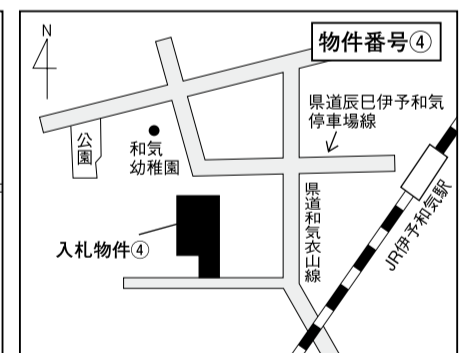 物件番号④
N
県道辰巳伊予和気
停車場線
公園
和気
幼稚園
県道和気衣山線
JR伊予和気駅
入札物件④